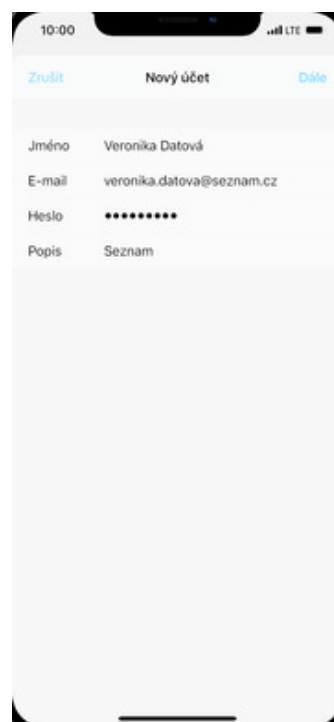 10:00 LTE
Zrušit Nový účet Dále
Jméno Veronika Datová
E-mail veronika.datova@seznam.cz
Heslo •••••••••
Popis Seznam